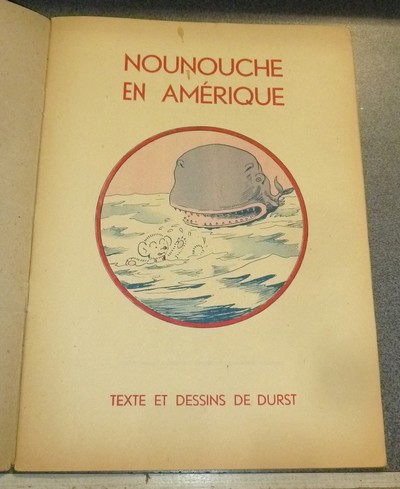 NOUNOUCHE
EN AMÉRIQUE
TEXTE ET DESSINS DE DURST